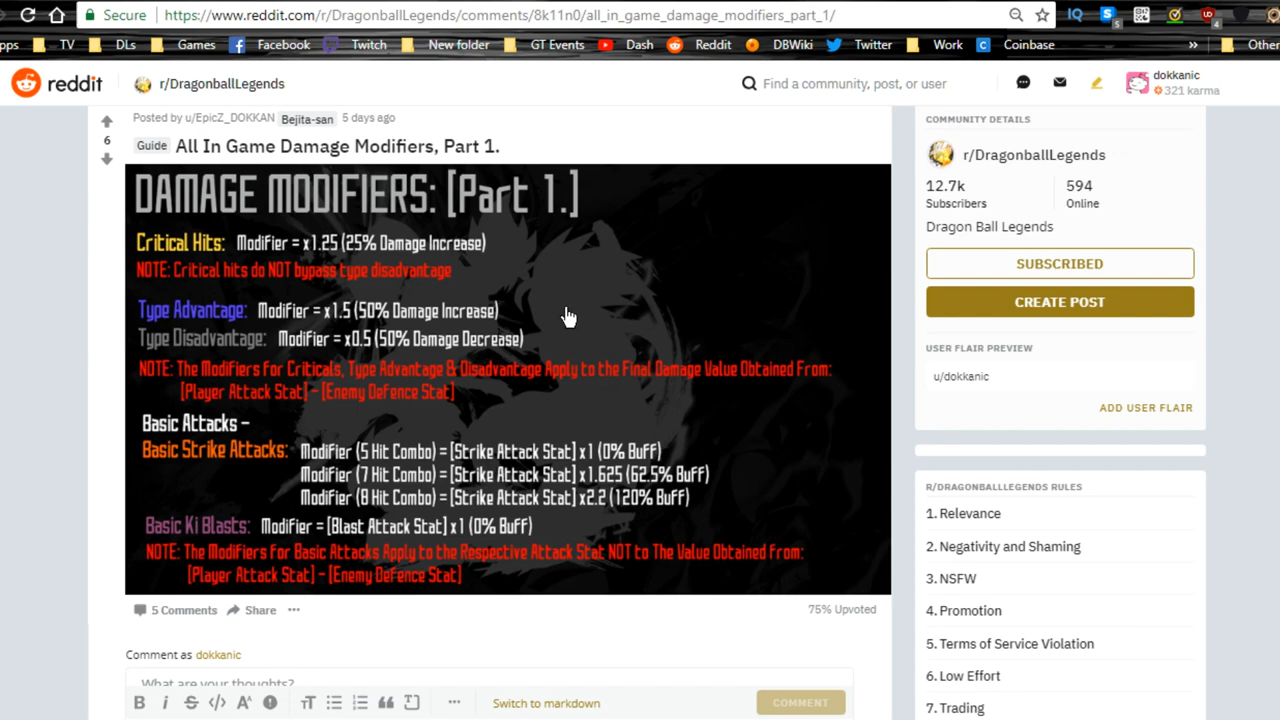 Secure | https://www.reddit.com/r/DragonballLegends/comments/8k11n0/all_in_game_damage_modifiers_part_1/
TV DLs Games Facebook Twitch New folder GT Events Dash Reddit DBWiki Twitter Work Coinbase » Other
reddit r/DragonballLegends Find a community, post, or user dokkanic
321 karma
Posted by u/EpicZ_DOKKAN Bejita-san 5 days ago
6
Guide All In Game Damage Modifiers, Part 1.
DAMAGE MODIFIERS: [Part 1.]
Critical Hits: Modifier = x1.25 (25% Damage Increase)
NOTE: Critical hits do NOT bypass type disadvantage
Type Advantage: Modifier = x1.5 (50% Damage Increase)
Type Disadvantage: Modifier = x0.5 (50% Damage Decrease)
NOTE: The Modifiers For Criticals, Type Advantage & Disadvantage Apply to the Final Damage Value Obtained From:
[Player Attack Stat] - [Enemy Defence Stat]
Basic Attacks -
Basic Strike Attacks: Modifier (5 Hit Combo) = [Strike Attack Stat] x1 (0% Buff)
Modifier (7 Hit Combo) = [Strike Attack Stat] x1.625 (62.5% Buff)
Modifier (8 Hit Combo) = [Strike Attack Stat] x2.2 (120% Buff)
Basic Ki Blasts: Modifier = [Blast Attack Stat] x1 (0% Buff)
NOTE: The Modifiers For Basic Attacks Apply to the Respective Attack Stat NOT to The Value Obtained From:
[Player Attack Stat] - [Enemy Defence Stat]
5 Comments Share ••• 75% Upvoted
Comment as dokkanic
What are your thoughts?
Switch to markdown COMMENT
COMMUNITY DETAILS
r/DragonballLegends
12.7k 594
Subscribers Online
Dragon Ball Legends
SUBSCRIBED
CREATE POST
USER FLAIR PREVIEW
u/dokkanic
ADD USER FLAIR
R/DRAGONBALLLEGENDS RULES
1. Relevance
2. Negativity and Shaming
3. NSFW
4. Promotion
5. Terms of Service Violation
6. Low Effort
7. Trading